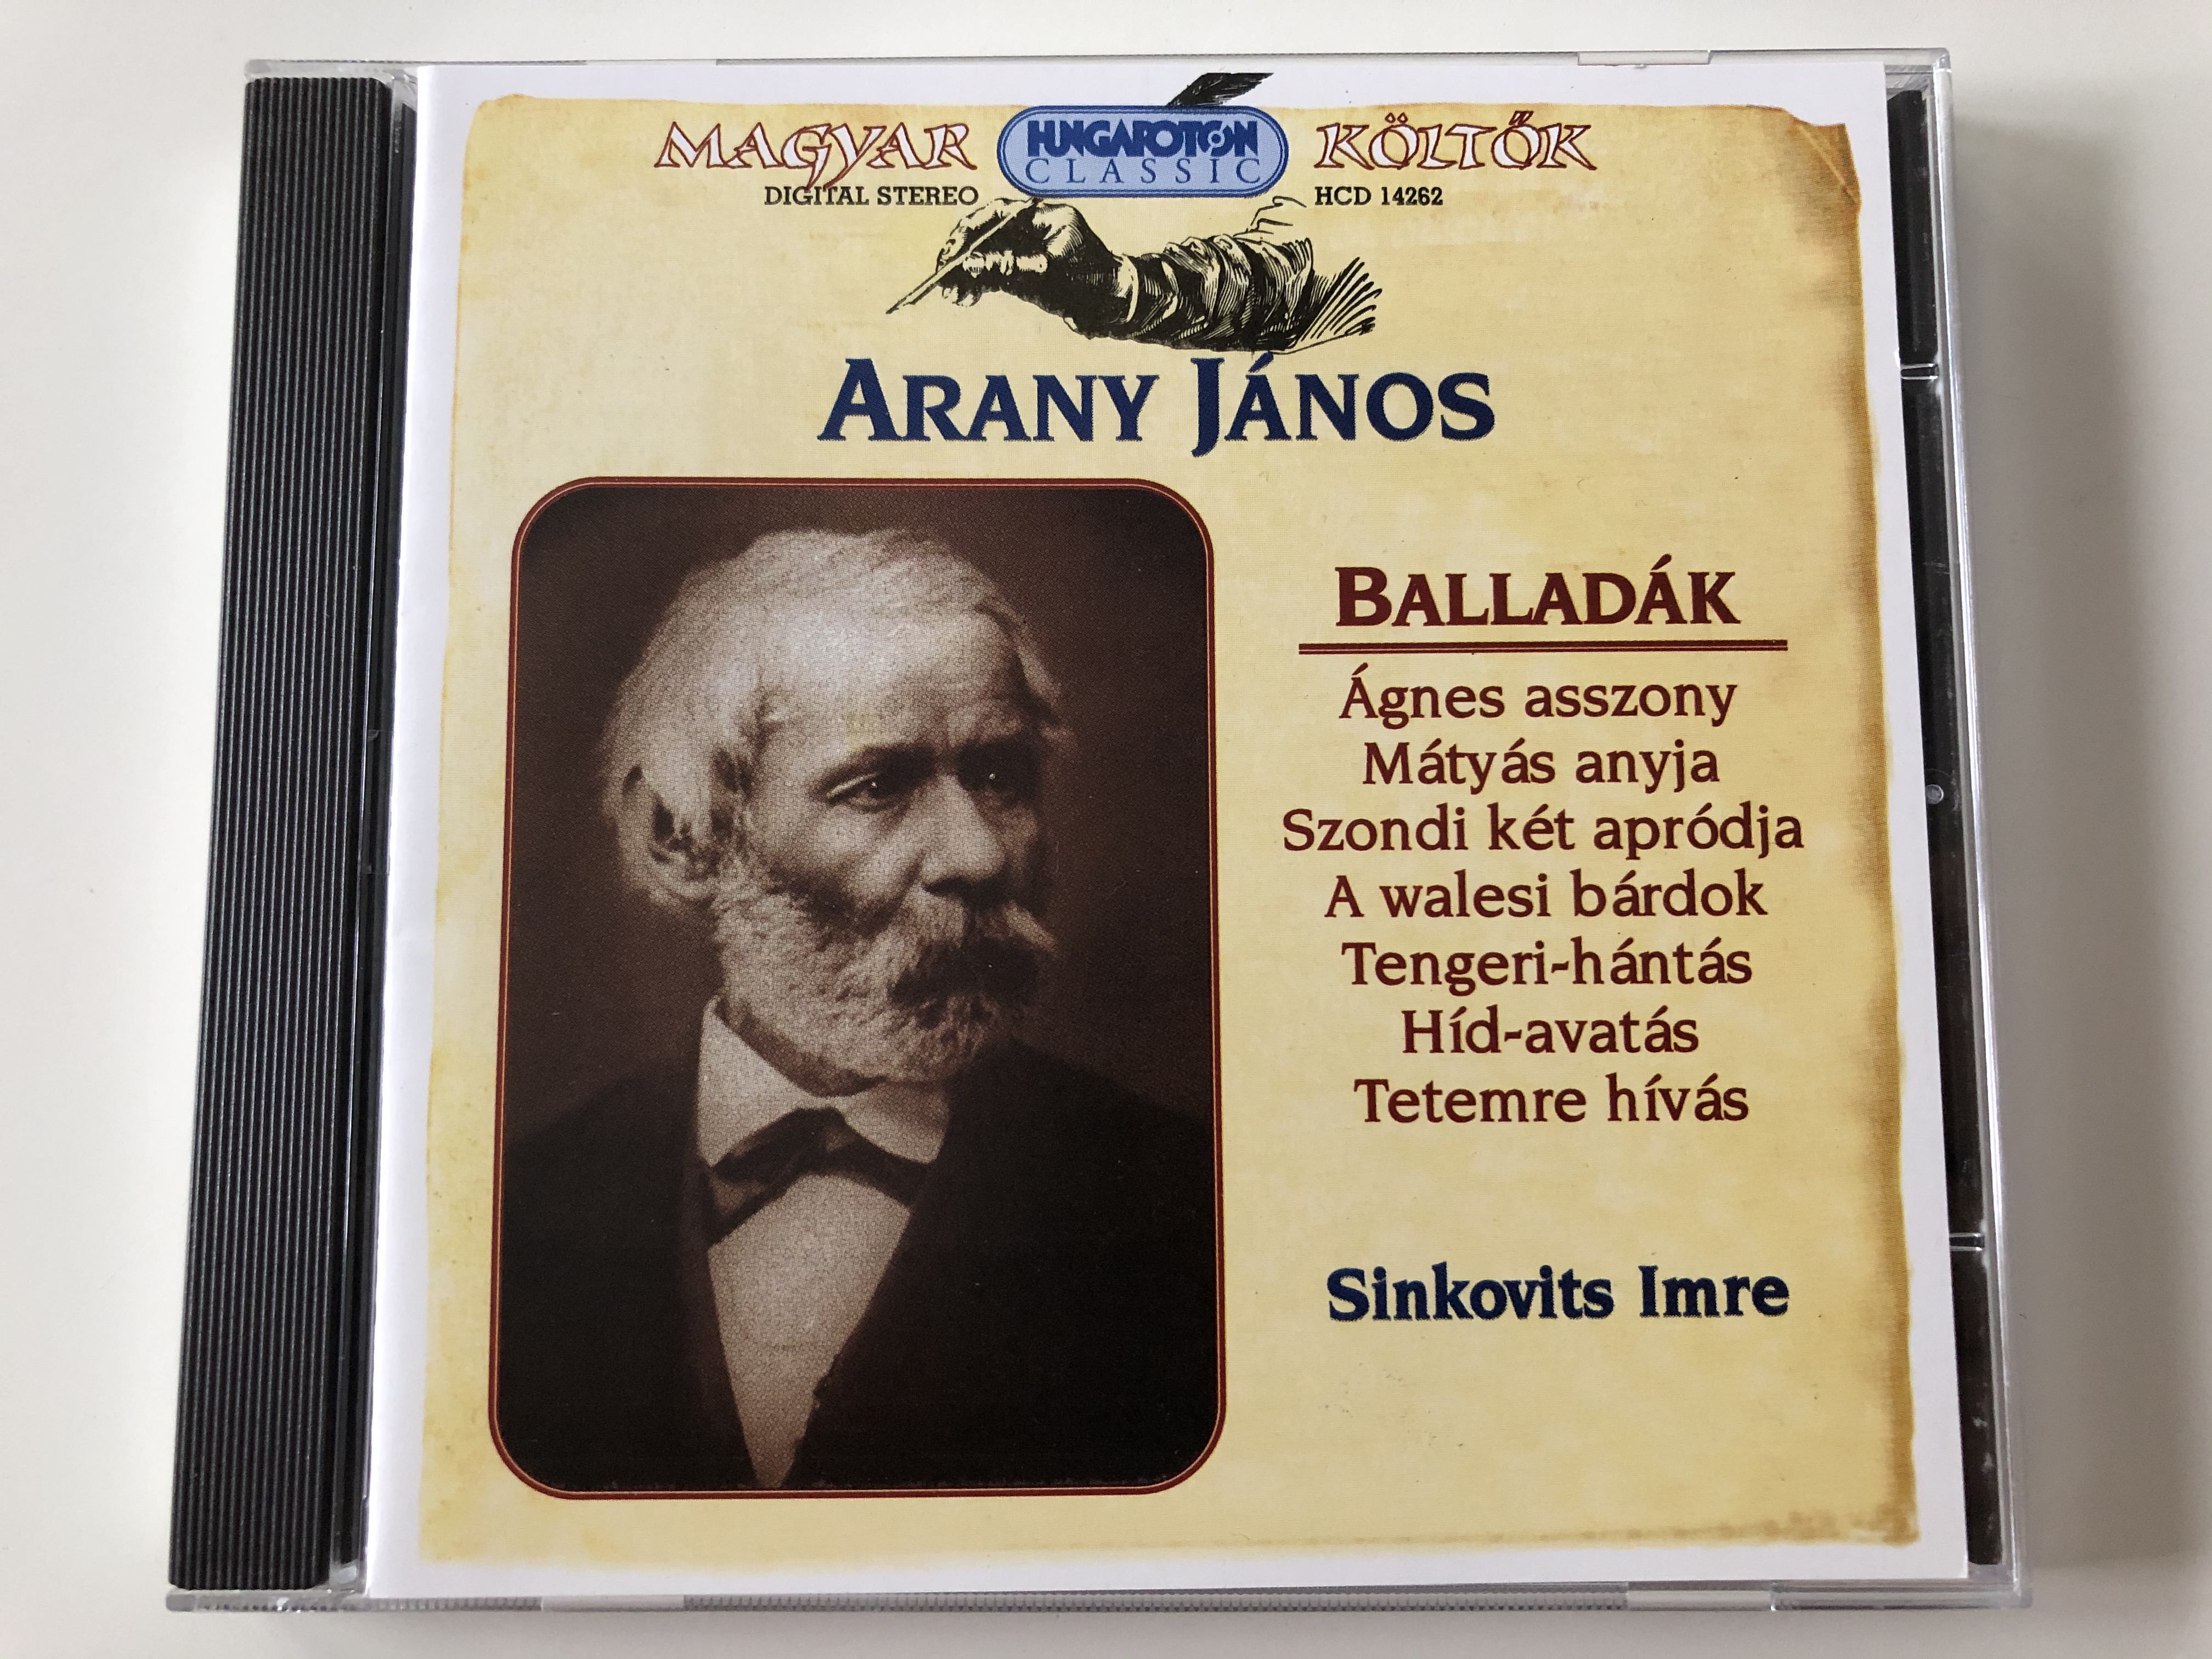 MAGYAR HUNGAROTON KÖLTŐK
CLASSIC
DIGITAL STEREO HCD 14262
ARANY JÁNOS
BALLADÁK
Ágnes asszony
Mátyás anyja
Szondi két apródja
A walesi bárdok
Tengeri-hántás
Híd-avatás
Tetemre hívás
Sinkovits Imre